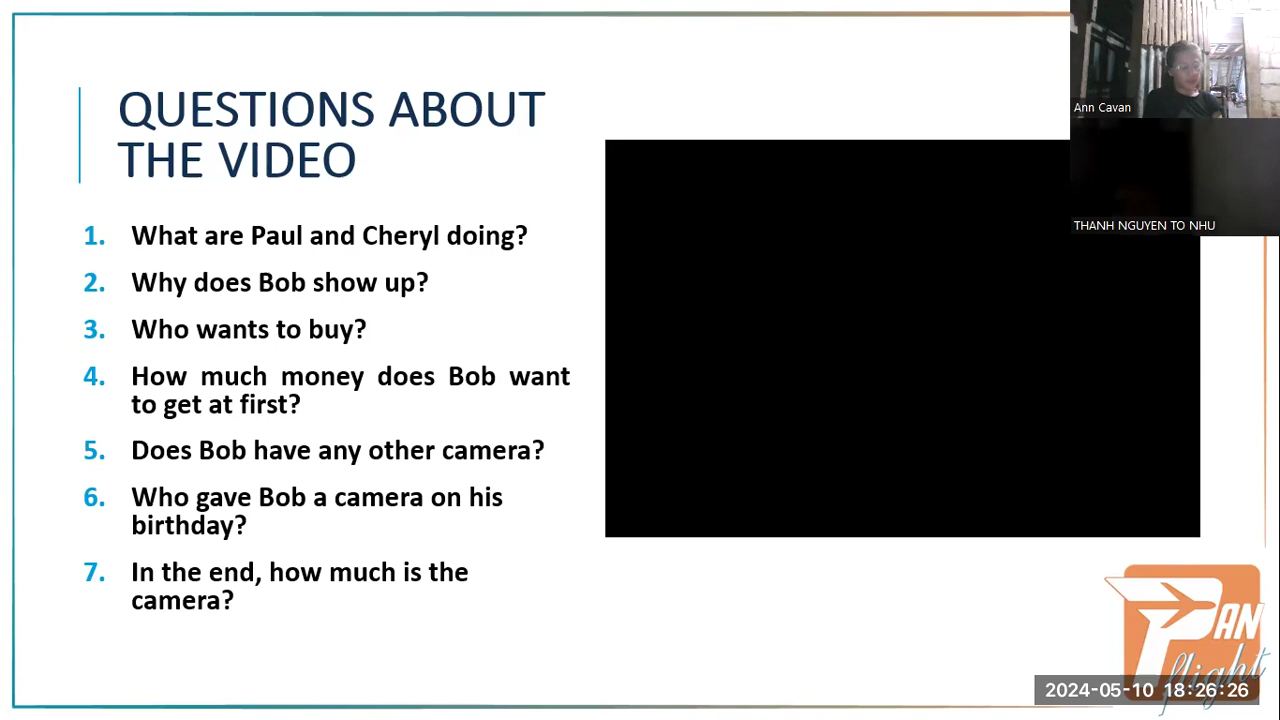 QUESTIONS ABOUT
THE VIDEO
1. What are Paul and Cheryl doing?
2. Why does Bob show up?
3. Who wants to buy?
4. How much money does Bob want
to get at first?
5. Does Bob have any other camera?
6. Who gave Bob a camera on his
birthday?
7. In the end, how much is the
camera?
Ann Cavan
THANH NGUYEN TO NHU
PAN
flight
2024-05-10 18:26:26